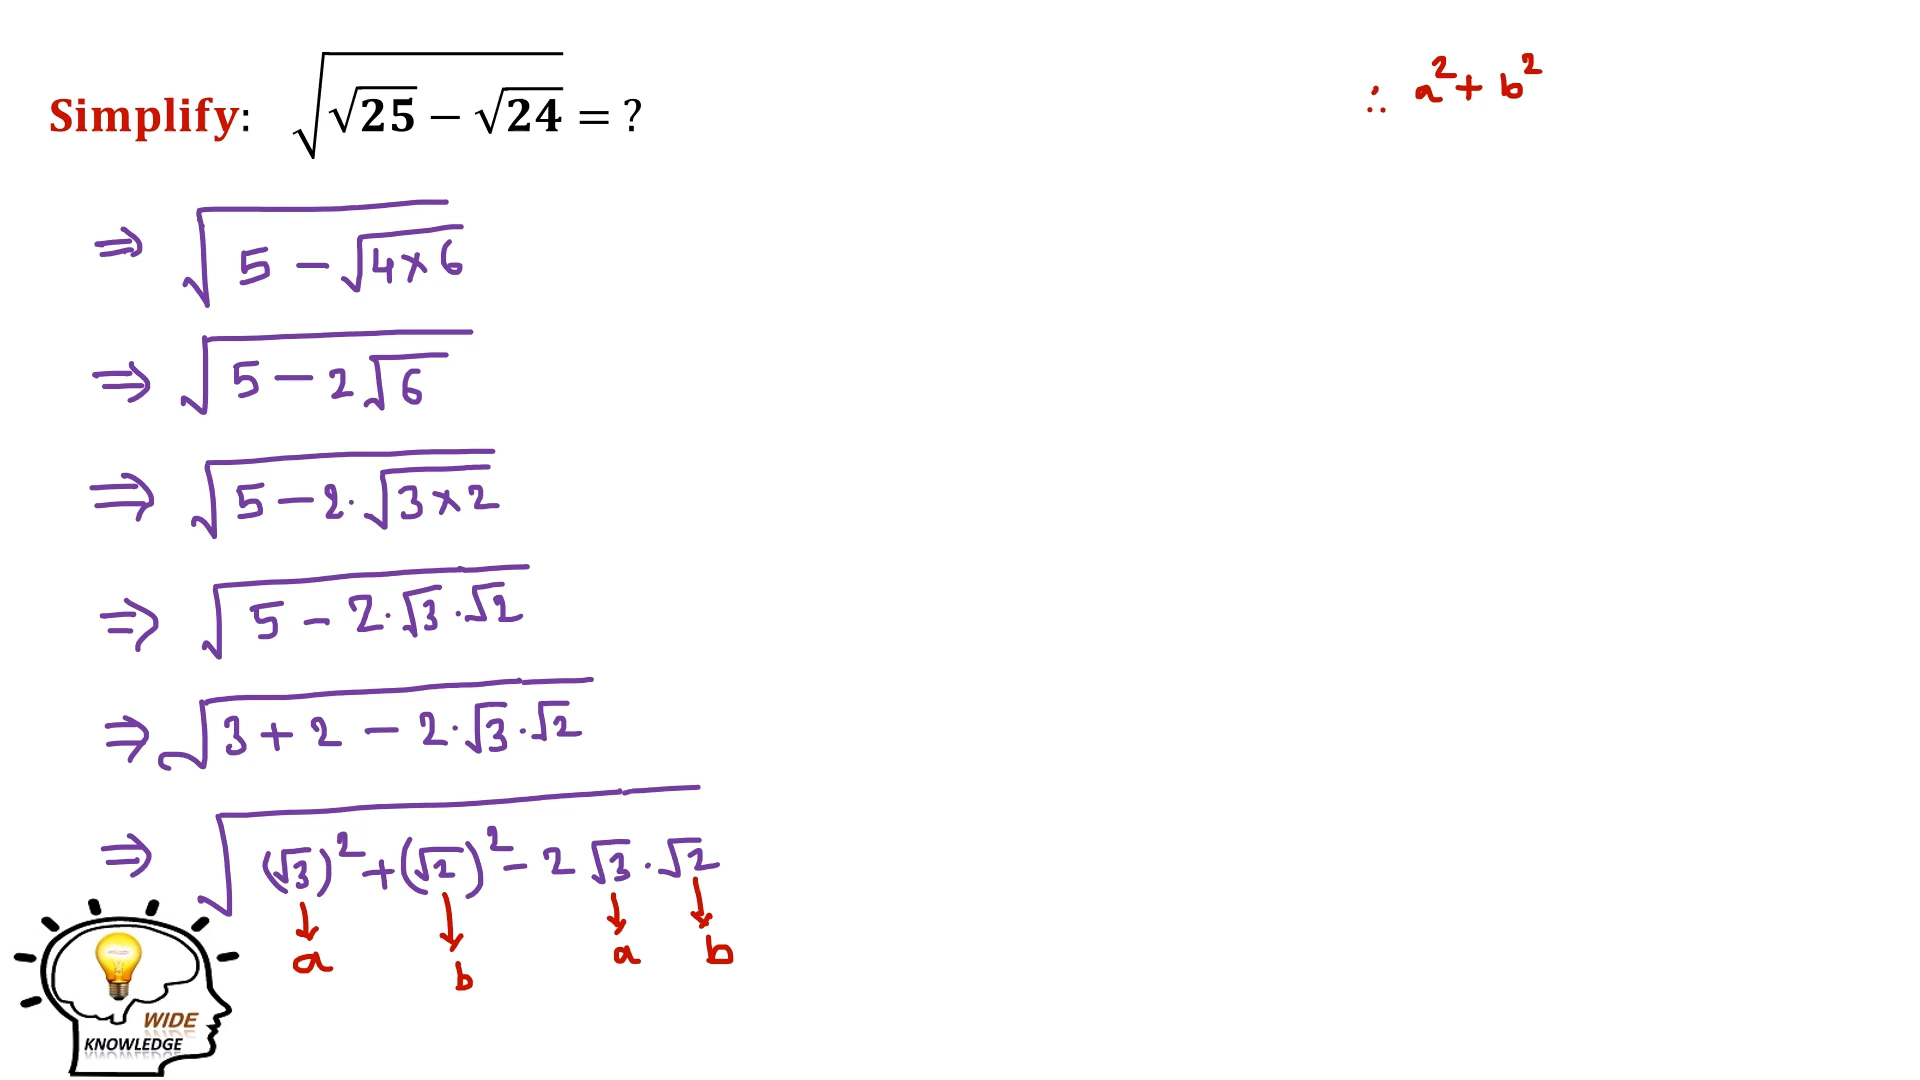 Simplify: √(√25 − √24) = ?
∴ a² + b²
⇒ √(5 − √(4×6))
⇒ √(5 − 2√6)
⇒ √(5 − 2·√(3×2))
⇒ √(5 − 2·√3·√2)
⇒ √(3 + 2 − 2·√3·√2)
⇒ √((√3)² + (√2)² − 2√3·√2)
a b a b
WIDE
KNOWLEDGE